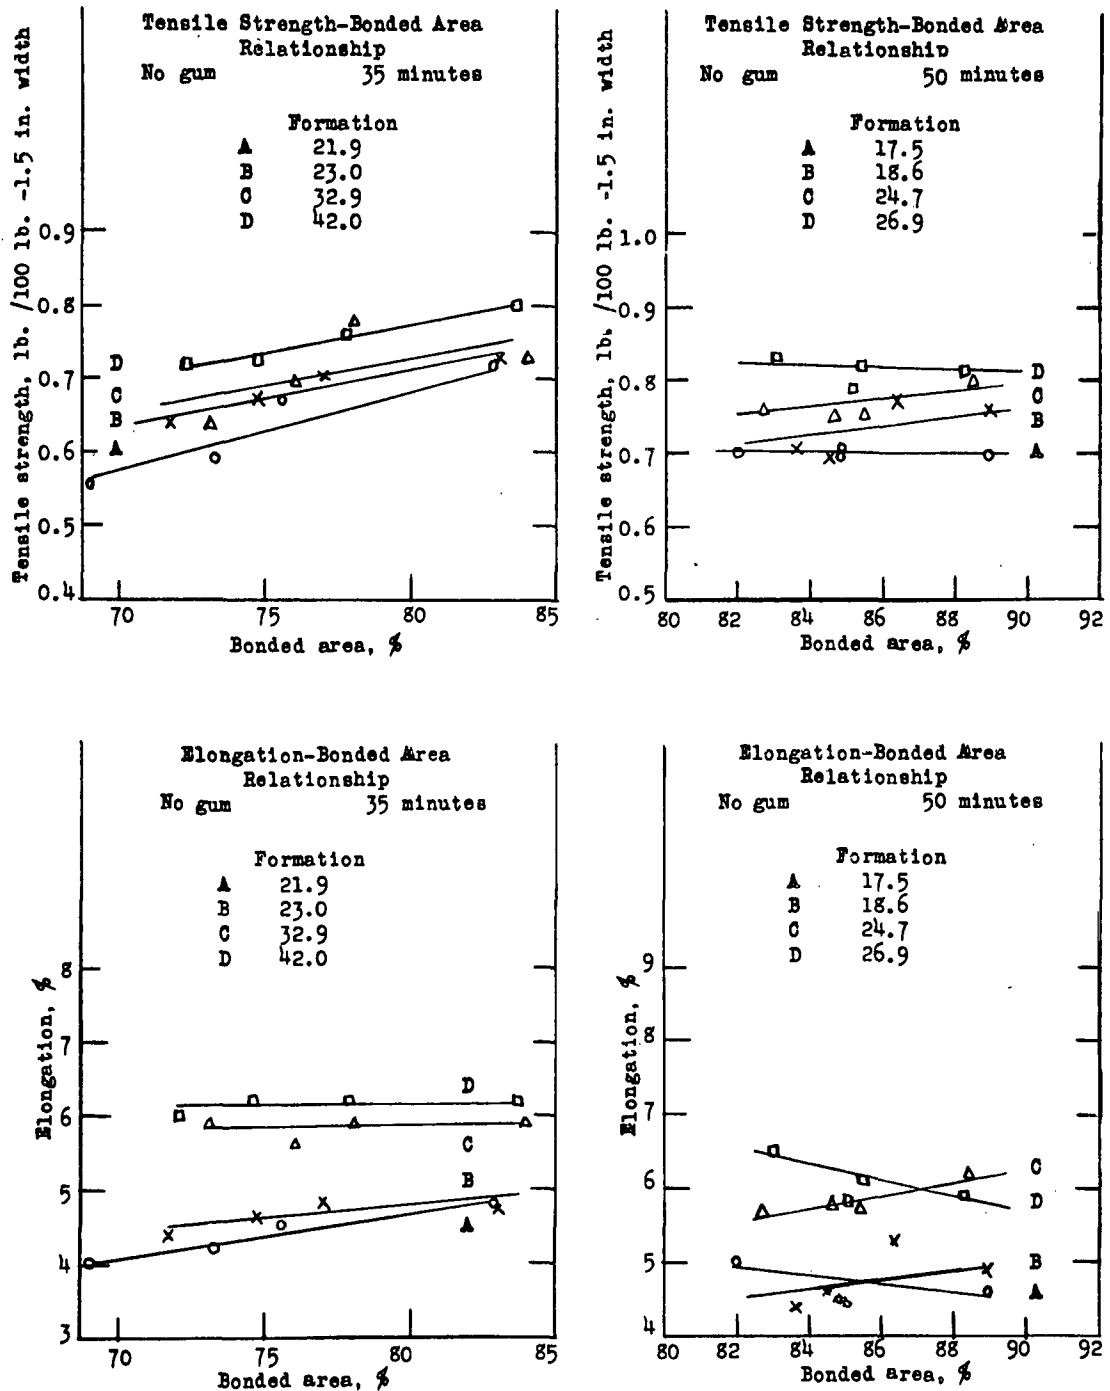 Tensile Strength-Bonded Area
Relationship
No gum 35 minutes
Formation
A 21.9
B 23.0
C 32.9
D 42.0
Tensile strength, lb. /100 lb. -1.5 in. width
0.9
0.8
0.7
0.6
0.5
0.4
D
C
B
A
70 75 80 85
Bonded area, %
Tensile Strength-Bonded Area
Relationship
No gum 50 minutes
Formation
A 17.5
B 18.6
C 24.7
D 26.9
Tensile strength, lb. /100 lb. -1.5 in. width
1.0
0.9
0.8
0.7
0.6
0.5
D
C
B
A
80 82 84 86 88 90 92
Bonded area, %
Elongation-Bonded Area
Relationship
No gum 35 minutes
Formation
A 21.9
B 23.0
C 32.9
D 42.0
Elongation, %
8
7
6
5
4
3
D
C
B
A
70 75 80 85
Bonded area, %
Elongation-Bonded Area
Relationship
No gum 50 minutes
Formation
A 17.5
B 18.6
C 24.7
D 26.9
Elongation, %
9
8
7
6
5
4
C
D
B
A
80 82 84 86 88 90 92
Bonded area, %